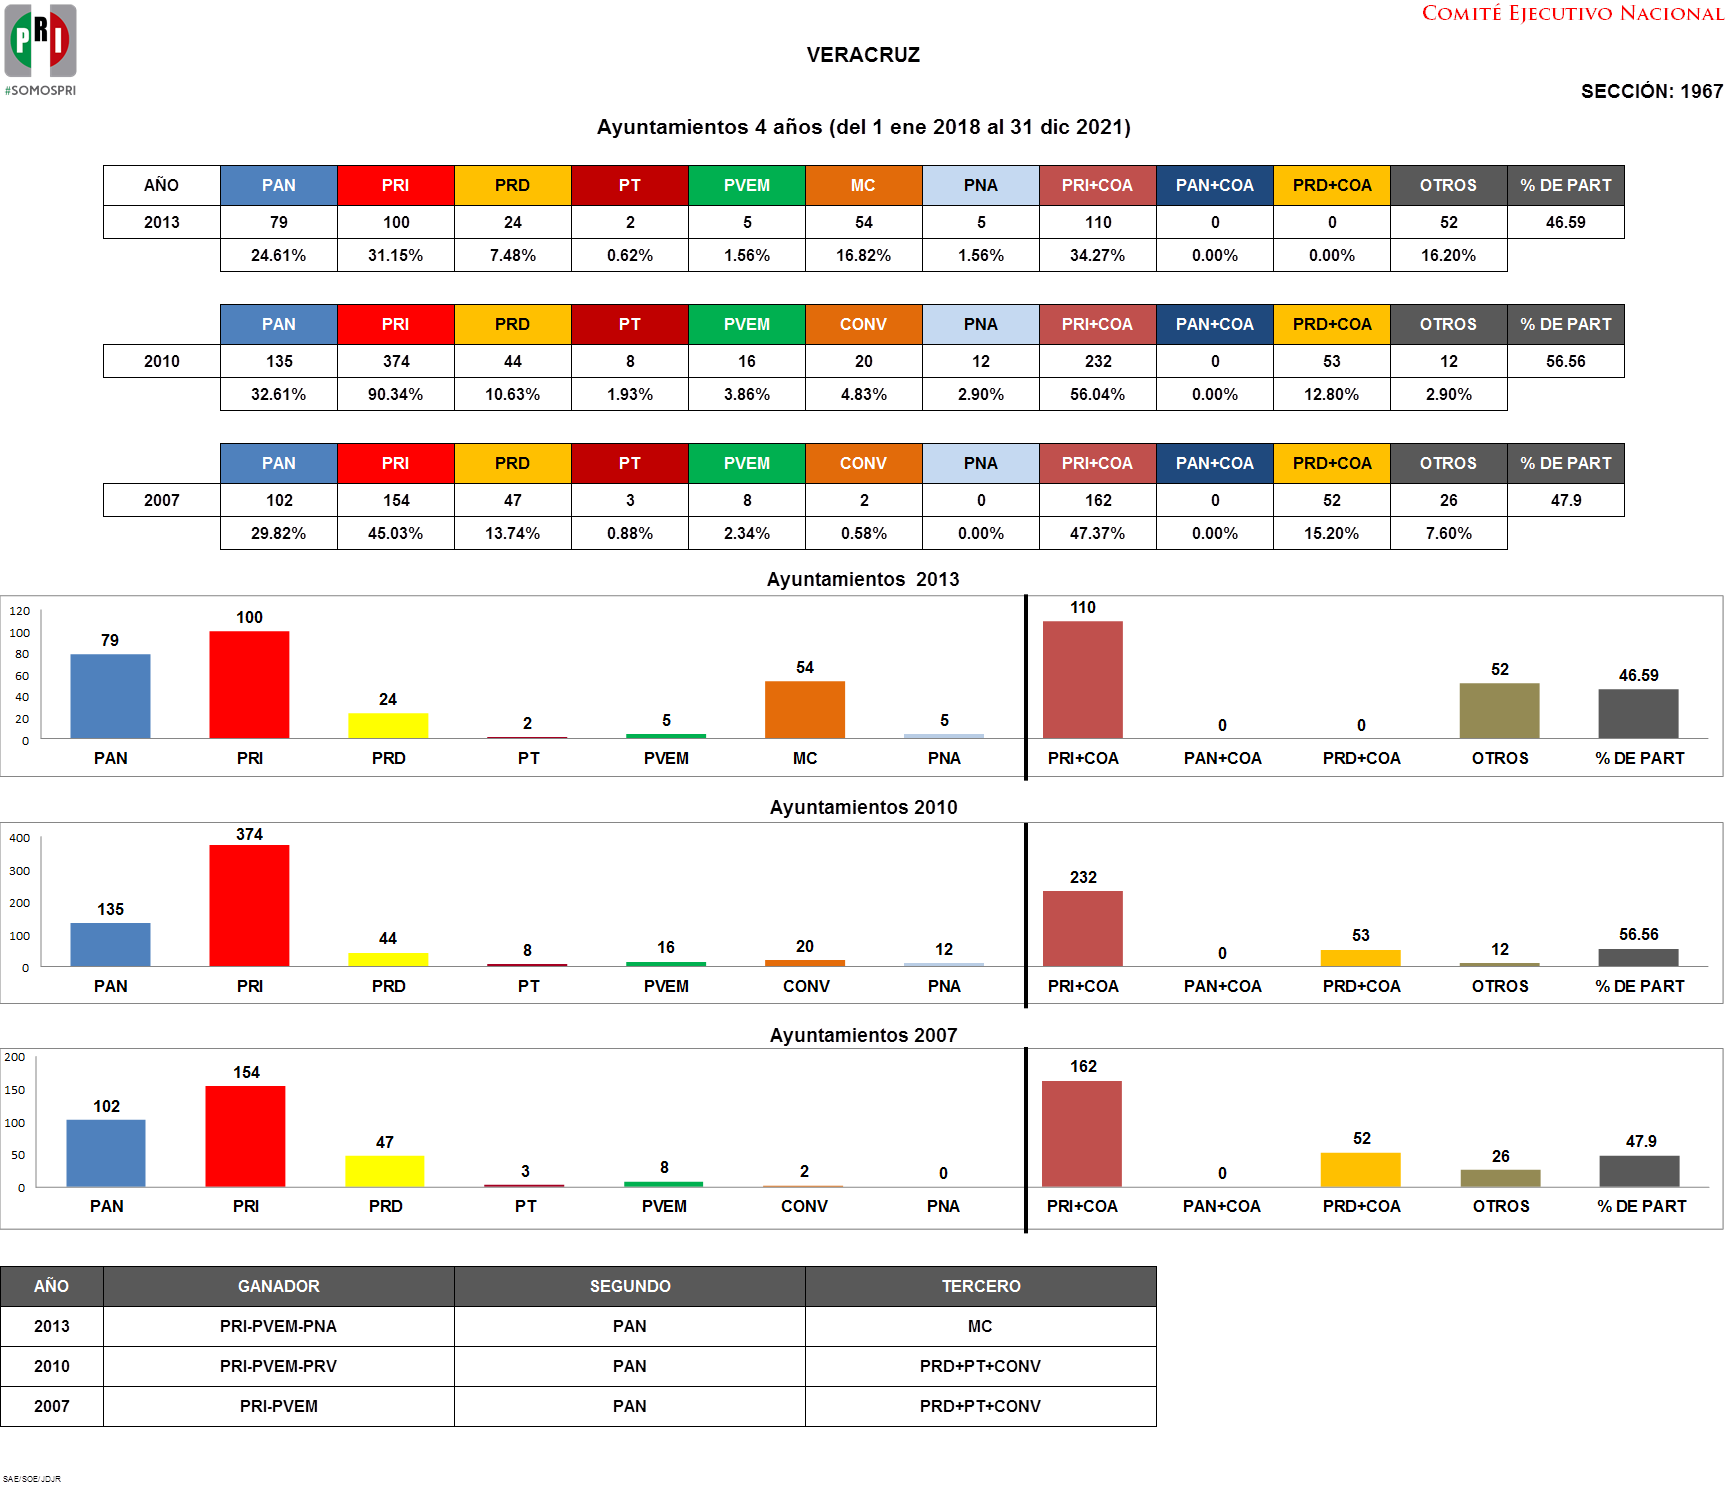 COMITÉ EJECUTIVO NACIONAL
PRI
#SOMOSPRI
VERACRUZ
SECCIÓN: 1967
Ayuntamientos 4 años (del 1 ene 2018 al 31 dic 2021)
AÑO PAN PRI PRD PT PVEM MC PNA PRI+COA PAN+COA PRD+COA OTROS % DE PART
2013 79 100 24 2 5 54 5 110 0 0 52 46.59
24.61% 31.15% 7.48% 0.62% 1.56% 16.82% 1.56% 34.27% 0.00% 0.00% 16.20%
PAN PRI PRD PT PVEM CONV PNA PRI+COA PAN+COA PRD+COA OTROS % DE PART
2010 135 374 44 8 16 20 12 232 0 53 12 56.56
32.61% 90.34% 10.63% 1.93% 3.86% 4.83% 2.90% 56.04% 0.00% 12.80% 2.90%
PAN PRI PRD PT PVEM CONV PNA PRI+COA PAN+COA PRD+COA OTROS % DE PART
2007 102 154 47 3 8 2 0 162 0 52 26 47.9
29.82% 45.03% 13.74% 0.88% 2.34% 0.58% 0.00% 47.37% 0.00% 15.20% 7.60%
Ayuntamientos 2013
120
100
80
60
40
20
0
79 100 24 2 5 54 5 110 0 0 52 46.59
PAN PRI PRD PT PVEM MC PNA PRI+COA PAN+COA PRD+COA OTROS % DE PART
Ayuntamientos 2010
400
300
200
100
0
135 374 44 8 16 20 12 232 0 53 12 56.56
PAN PRI PRD PT PVEM CONV PNA PRI+COA PAN+COA PRD+COA OTROS % DE PART
Ayuntamientos 2007
200
150
100
50
0
102 154 47 3 8 2 0 162 0 52 26 47.9
PAN PRI PRD PT PVEM CONV PNA PRI+COA PAN+COA PRD+COA OTROS % DE PART
AÑO GANADOR SEGUNDO TERCERO
2013 PRI-PVEM-PNA PAN MC
2010 PRI-PVEM-PRV PAN PRD+PT+CONV
2007 PRI-PVEM PAN PRD+PT+CONV
SAE/SOE/JDJR